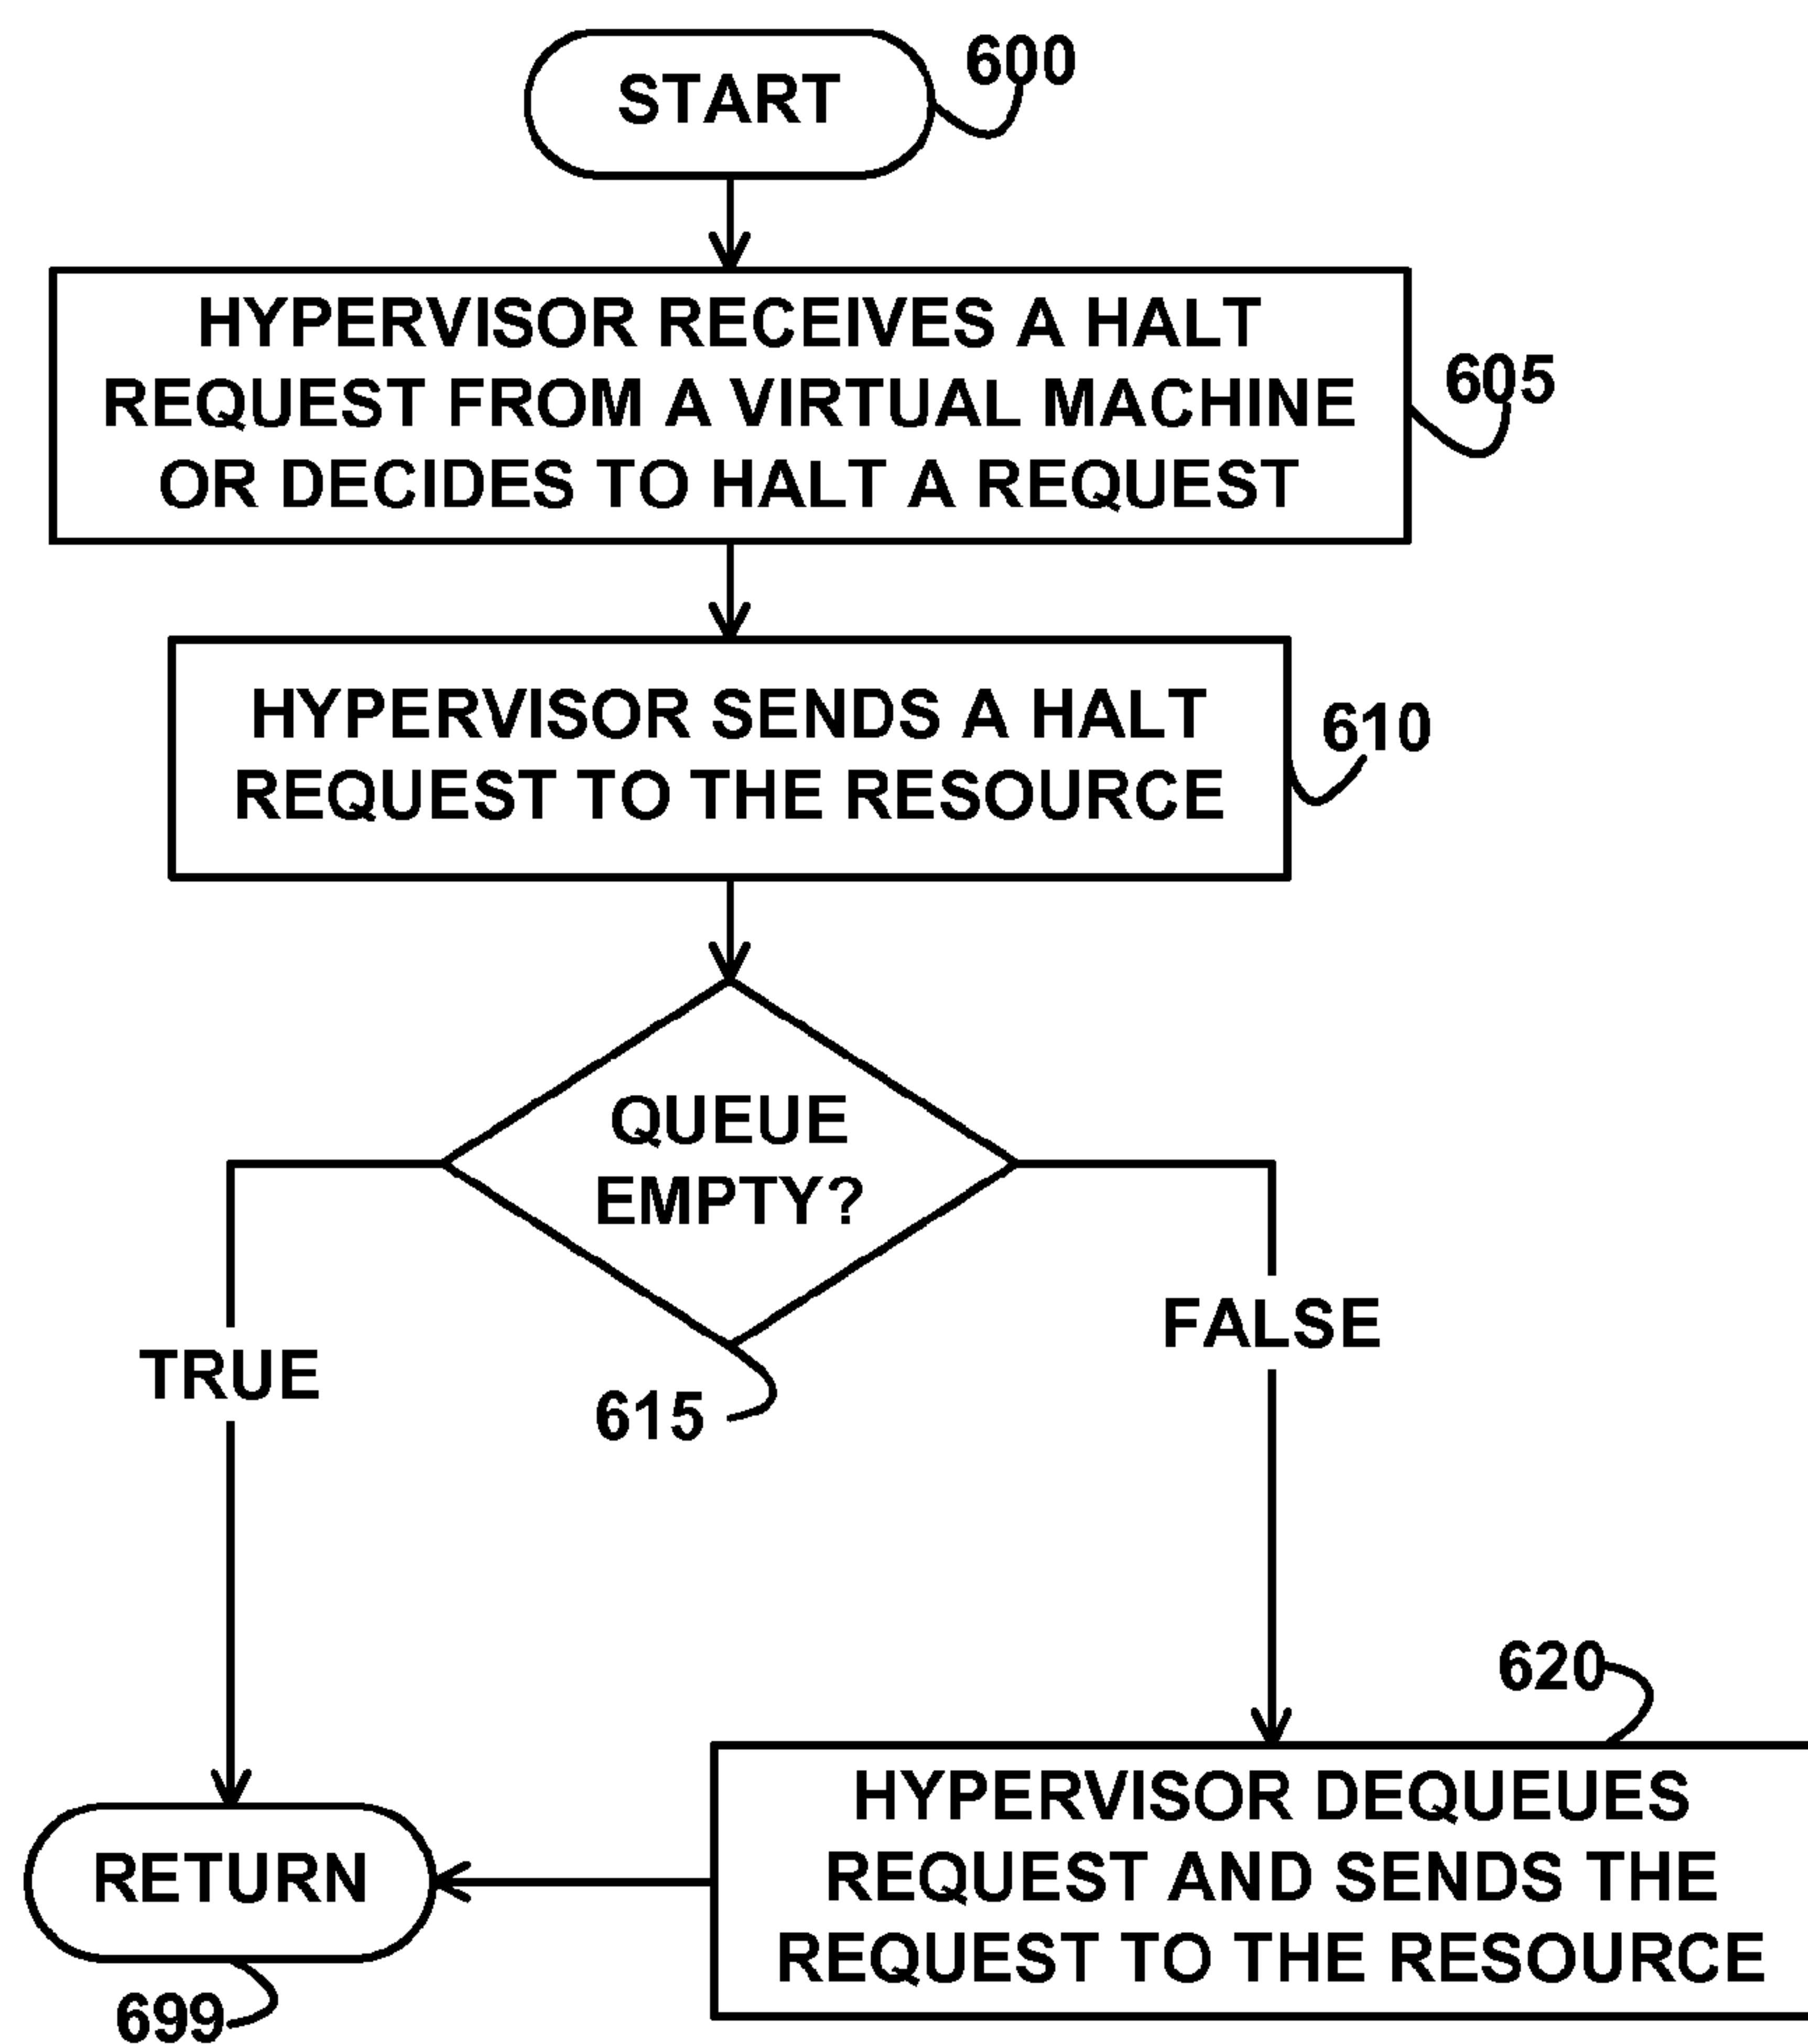 START
600
HYPERVISOR RECEIVES A HALT
REQUEST FROM A VIRTUAL MACHINE
OR DECIDES TO HALT A REQUEST
605
HYPERVISOR SENDS A HALT
REQUEST TO THE RESOURCE
610
QUEUE
EMPTY?
615
TRUE
FALSE
620
HYPERVISOR DEQUEUES
REQUEST AND SENDS THE
REQUEST TO THE RESOURCE
RETURN
699